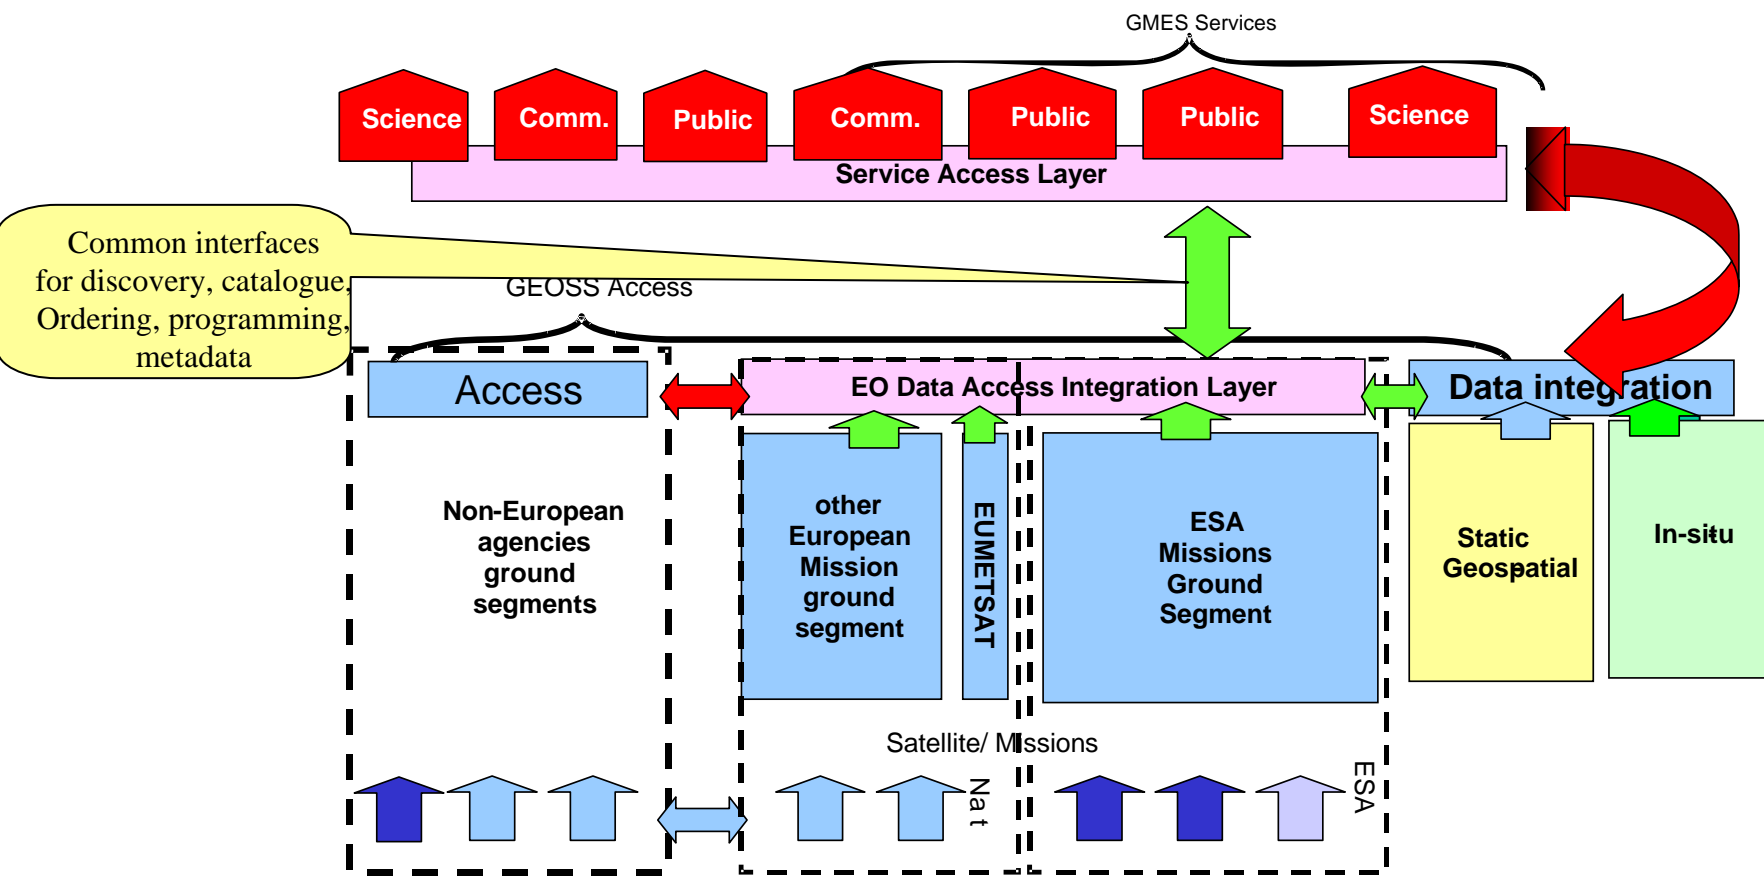 GMES Services
Science
Comm.
Public
Comm.
Public
Public
Science
Service Access Layer
Common interfaces
for discovery, catalogue,
Ordering, programming,
metadata
GEOSS Access
Access
EO Data Access Integration Layer
Data integration
Non-European
agencies
ground
segments
other
European
Mission
ground
segment
EUMETSAT
ESA
Missions
Ground
Segment
Static
Geospatial
In-situ
Satellite/ Missions
Nat
ESA